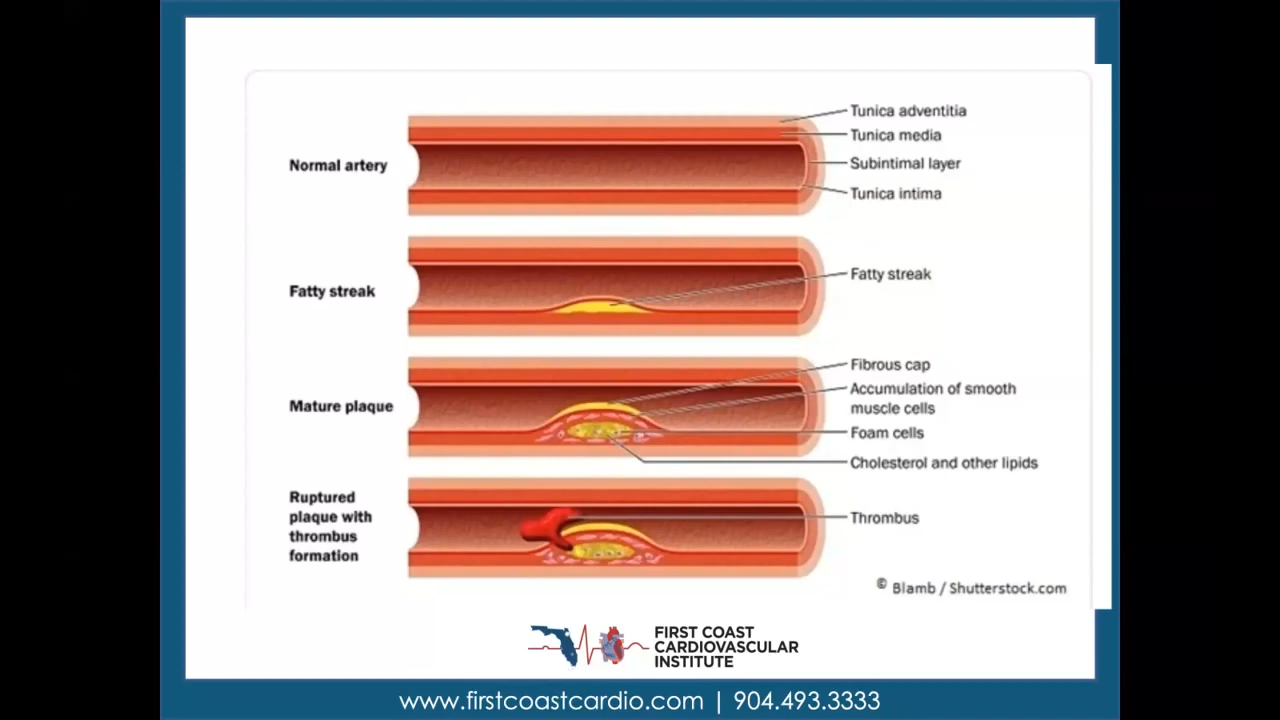 Tunica adventitia
Tunica media
Normal artery
Subintimal layer
Tunica intima
Fatty streak
Fatty streak
Fibrous cap
Accumulation of smooth
muscle cells
Mature plaque
Foam cells
Cholesterol and other lipids
Ruptured
plaque with
thrombus
formation
Thrombus
© Blamb / Shutterstock.com
FIRST COAST
CARDIOVASCULAR
INSTITUTE
www.firstcoastcardio.com | 904.493.3333